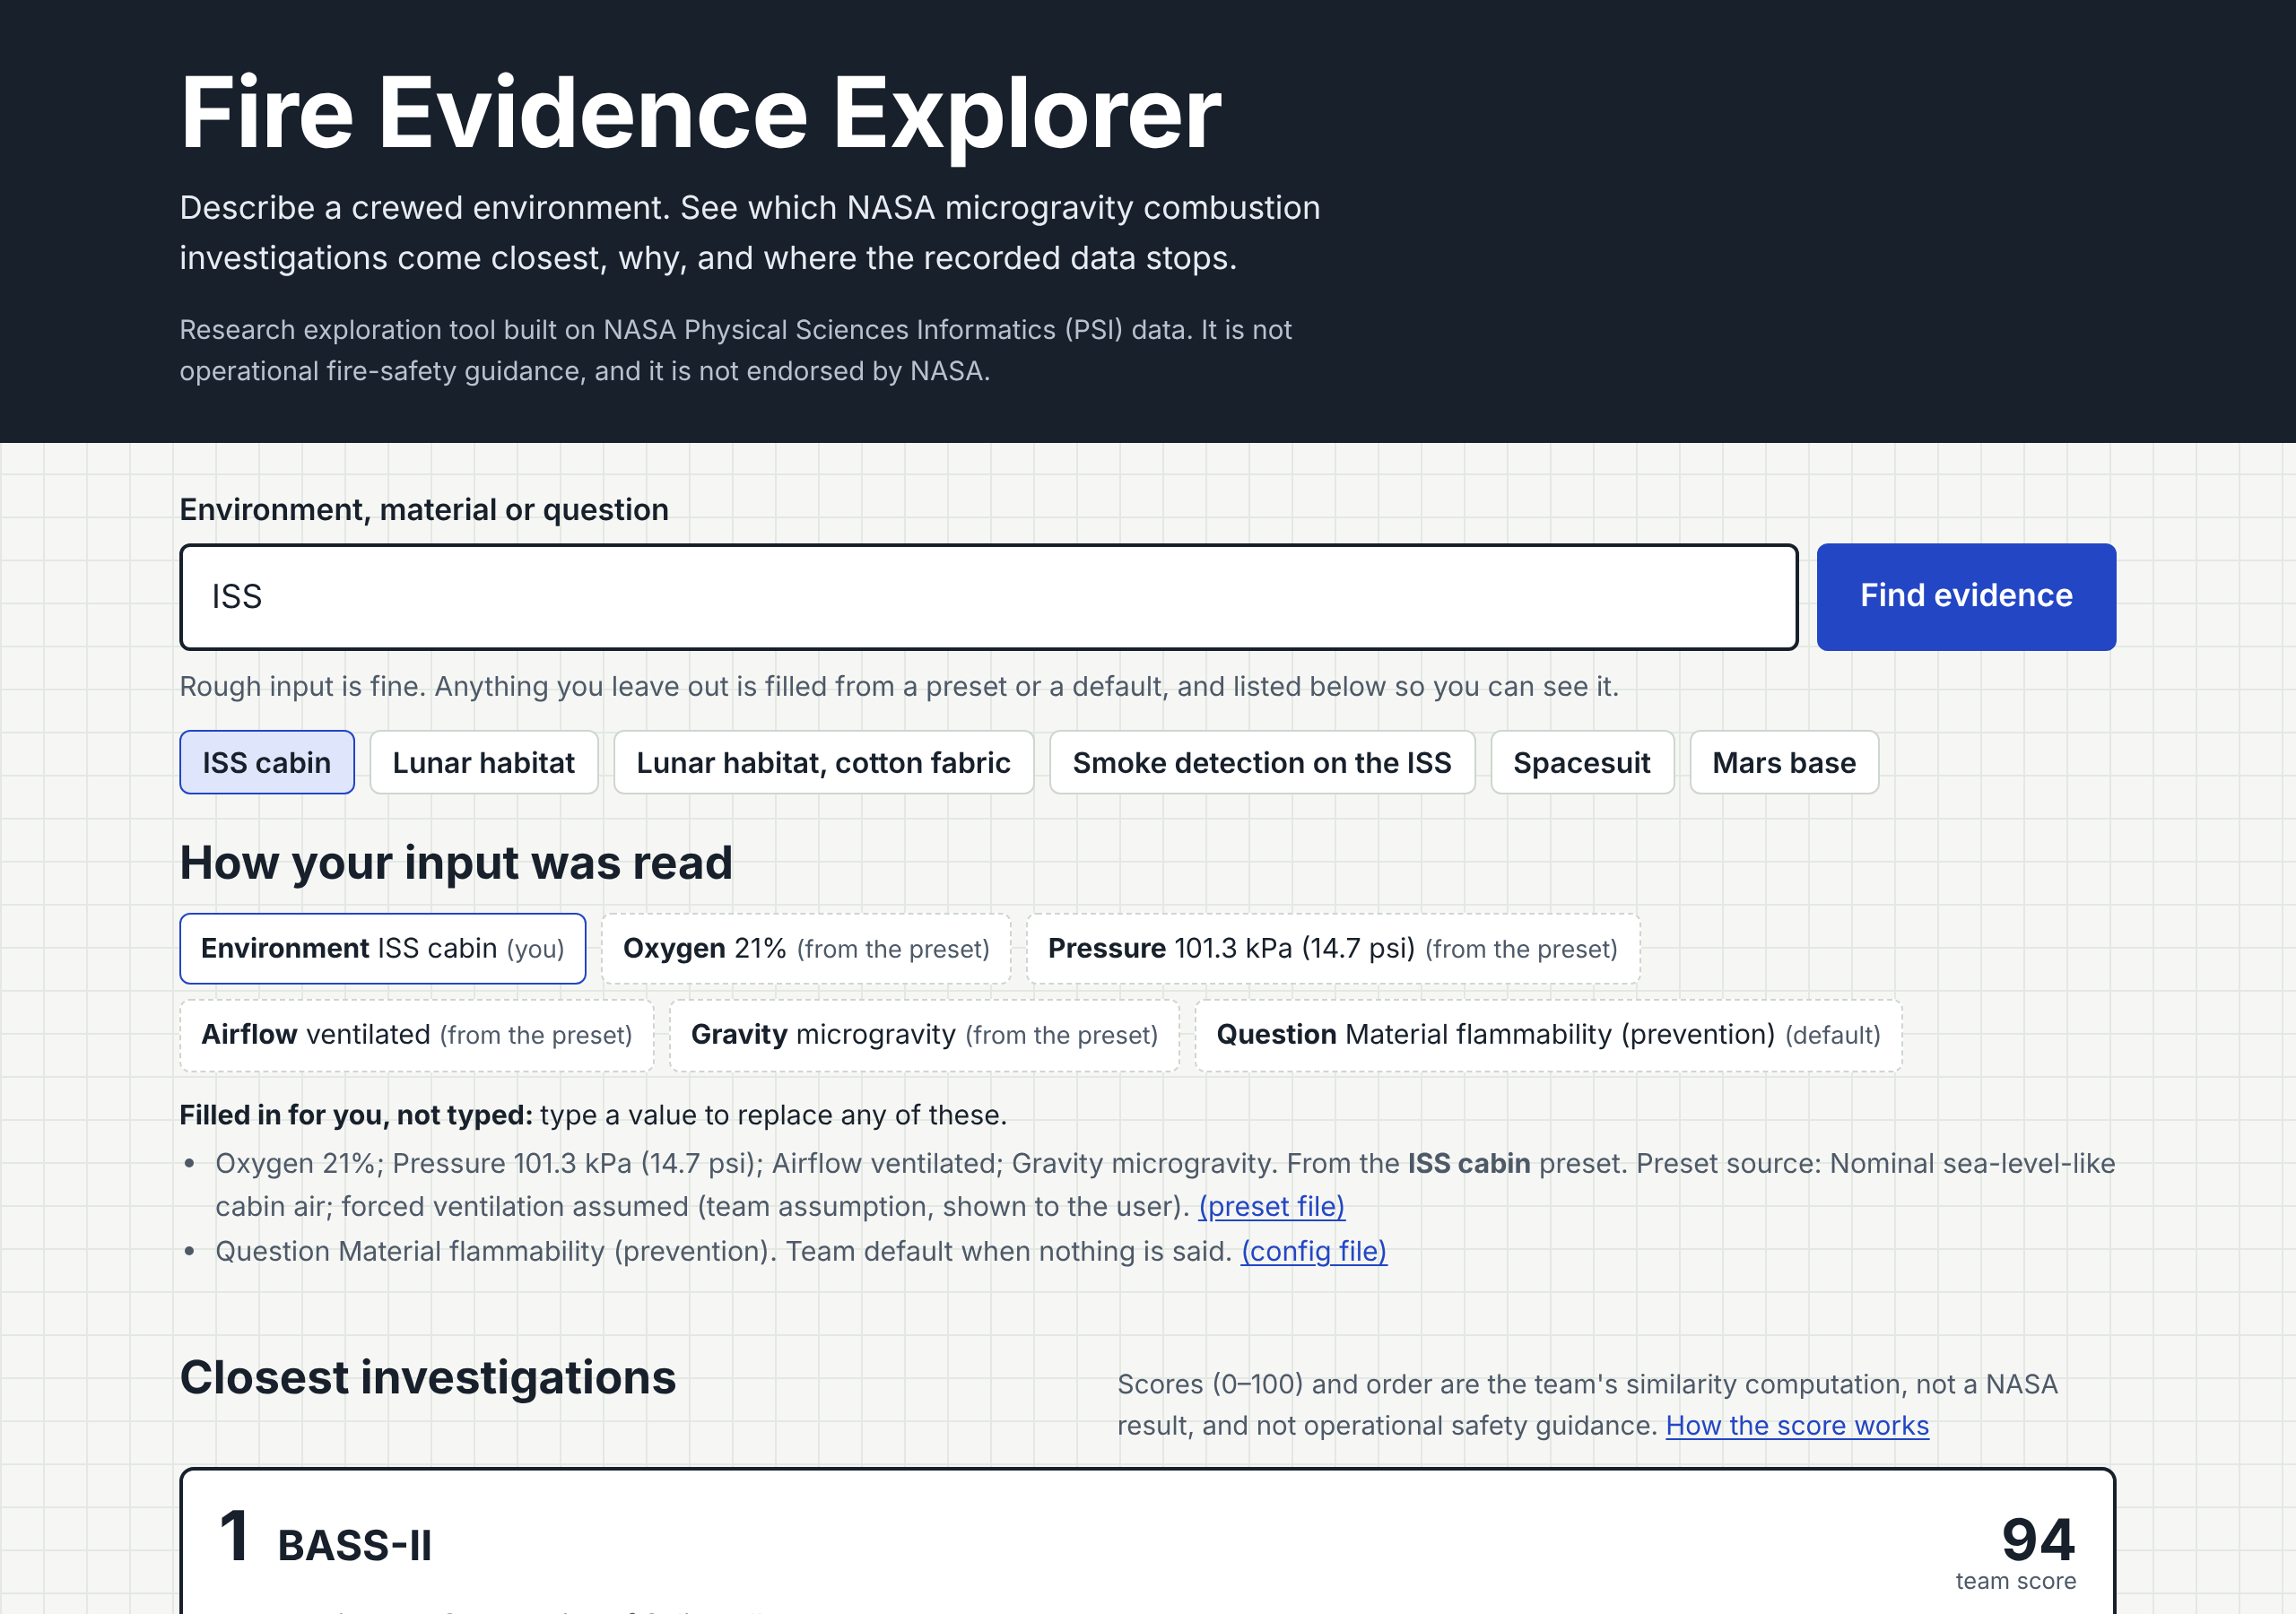 Fire Evidence Explorer
Describe a crewed environment. See which NASA microgravity combustion
investigations come closest, why, and where the recorded data stops.
Research exploration tool built on NASA Physical Sciences Informatics (PSI) data. It is not
operational fire-safety guidance, and it is not endorsed by NASA.
Environment, material or question
ISS
Find evidence
Rough input is fine. Anything you leave out is filled from a preset or a default, and listed below so you can see it.
ISS cabin
Lunar habitat
Lunar habitat, cotton fabric
Smoke detection on the ISS
Spacesuit
Mars base
How your input was read
Environment ISS cabin (you)
Oxygen 21% (from the preset)
Pressure 101.3 kPa (14.7 psi) (from the preset)
Airflow ventilated (from the preset)
Gravity microgravity (from the preset)
Question Material flammability (prevention) (default)
Filled in for you, not typed: type a value to replace any of these.
• Oxygen 21%; Pressure 101.3 kPa (14.7 psi); Airflow ventilated; Gravity microgravity. From the ISS cabin preset. Preset source: Nominal sea-level-like
cabin air; forced ventilation assumed (team assumption, shown to the user). (preset file)
• Question Material flammability (prevention). Team default when nothing is said. (config file)
Closest investigations
Scores (0–100) and order are the team's similarity computation, not a NASA
result, and not operational safety guidance. How the score works
1 BASS-II
94
team score